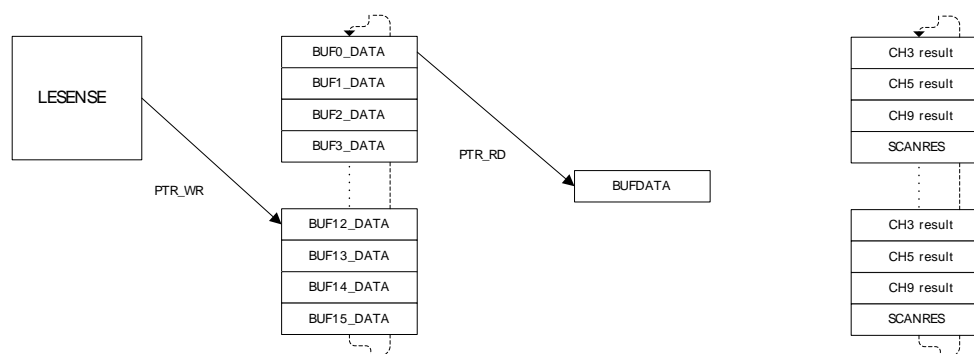 LESENSE
PTR_WR
BUF0_DATA
BUF1_DATA
BUF2_DATA
BUF3_DATA
BUF12_DATA
BUF13_DATA
BUF14_DATA
BUF15_DATA
PTR_RD
BUFDATA
CH3 result
CH5 result
CH9 result
SCANRES
CH3 result
CH5 result
CH9 result
SCANRES